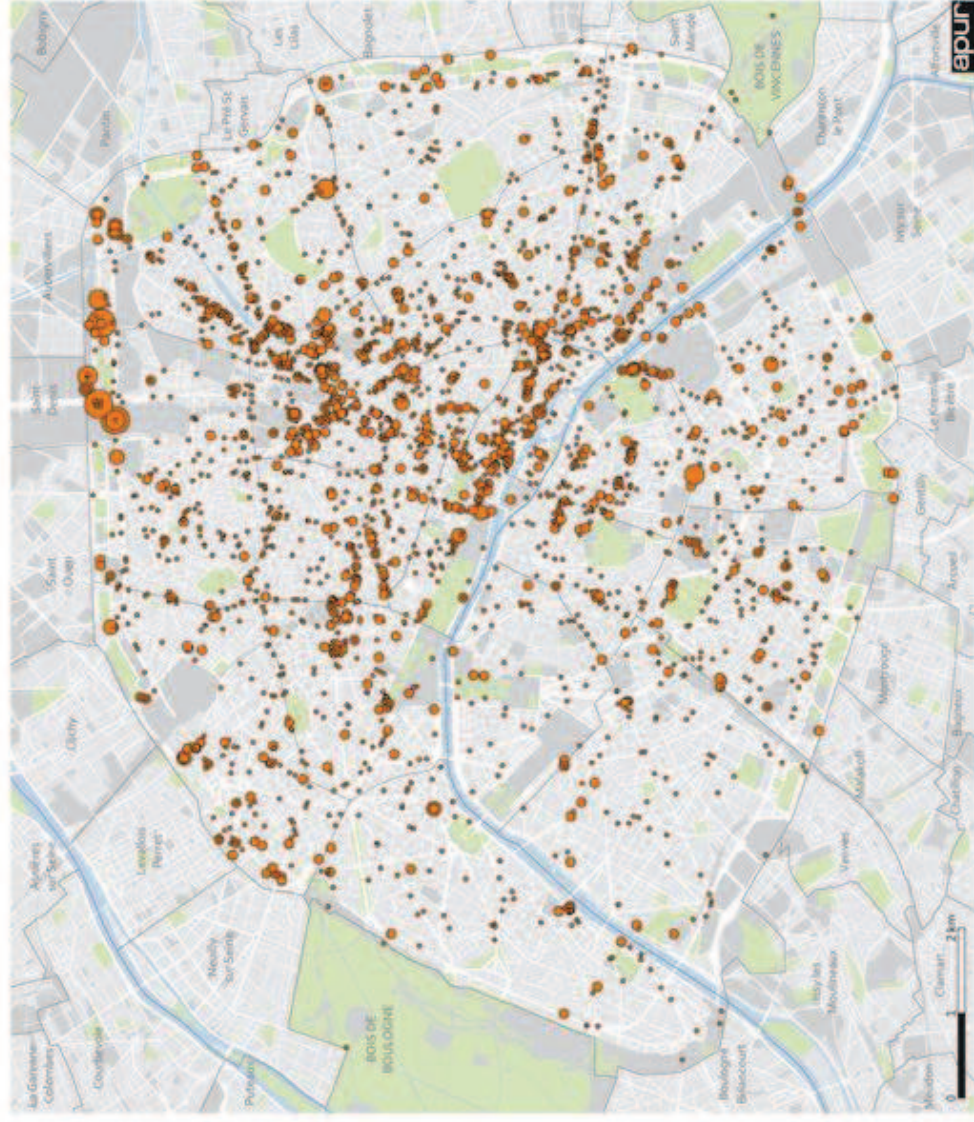 La Garenne-
Colombes
Courbevoie
Puteaux
Asnières
sur Seine
Levallois
Perret
Neuilly
sur Seine
Clichy
Saint
Ouen
Saint
Denis
Aubervilliers
Pantin
Bobigny
Le Pré St
Gervais
Les
Lilas
Bagnolet
Saint
Mandé
BOIS DE
VINCENNES
BOIS DE
BOULOGNE
Boulogne
Billancourt
Meudon
Issy les
Moulineaux
Clamart
Vanves
Malakoff
Châtillon
Montrouge
Bagneux
Arcueil
Gentilly
Le Kremlin
Bicêtre
Ivry sur
Seine
Charenton
le Pont
Alfortville
0 1 2 km
apur